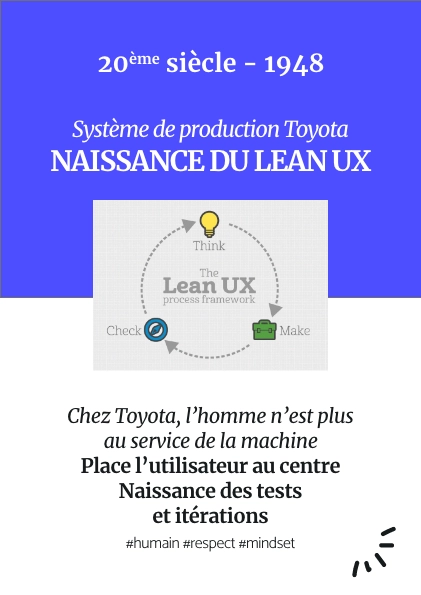 20ème siècle - 1948
Système de production Toyota
NAISSANCE DU LEAN UX
Think
The
Lean UX
process framework
Check
Make
Chez Toyota, l’homme n’est plus
au service de la machine
Place l’utilisateur au centre
Naissance des tests
et itérations
#humain #respect #mindset